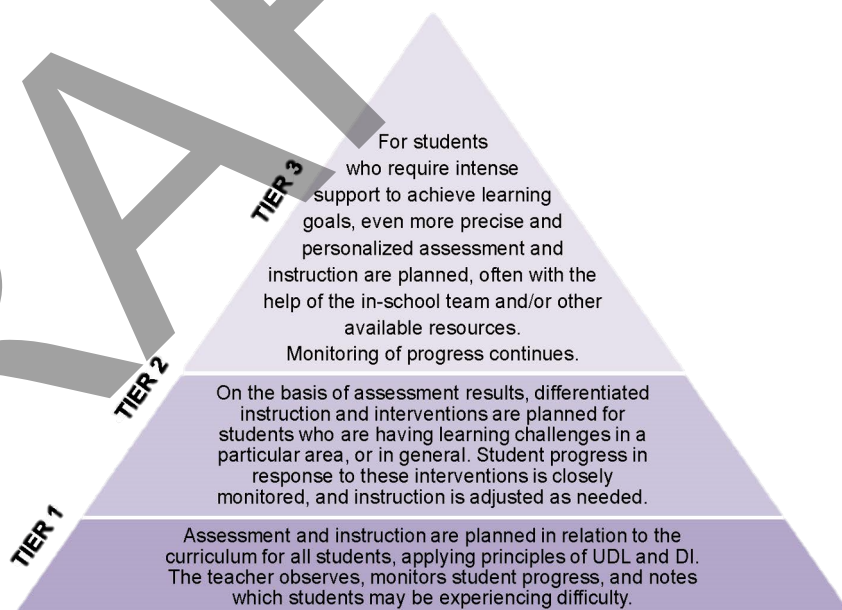 TIER 3
For students
who require intense
support to achieve learning
goals, even more precise and
personalized assessment and
instruction are planned, often with the
help of the in-school team and/or other
available resources.
Monitoring of progress continues.
TIER 2
On the basis of assessment results, differentiated
instruction and interventions are planned for
students who are having learning challenges in a
particular area, or in general. Student progress in
response to these interventions is closely
monitored, and instruction is adjusted as needed.
TIER 1
Assessment and instruction are planned in relation to the
curriculum for all students, applying principles of UDL and DI.
The teacher observes, monitors student progress, and notes
which students may be experiencing difficulty.